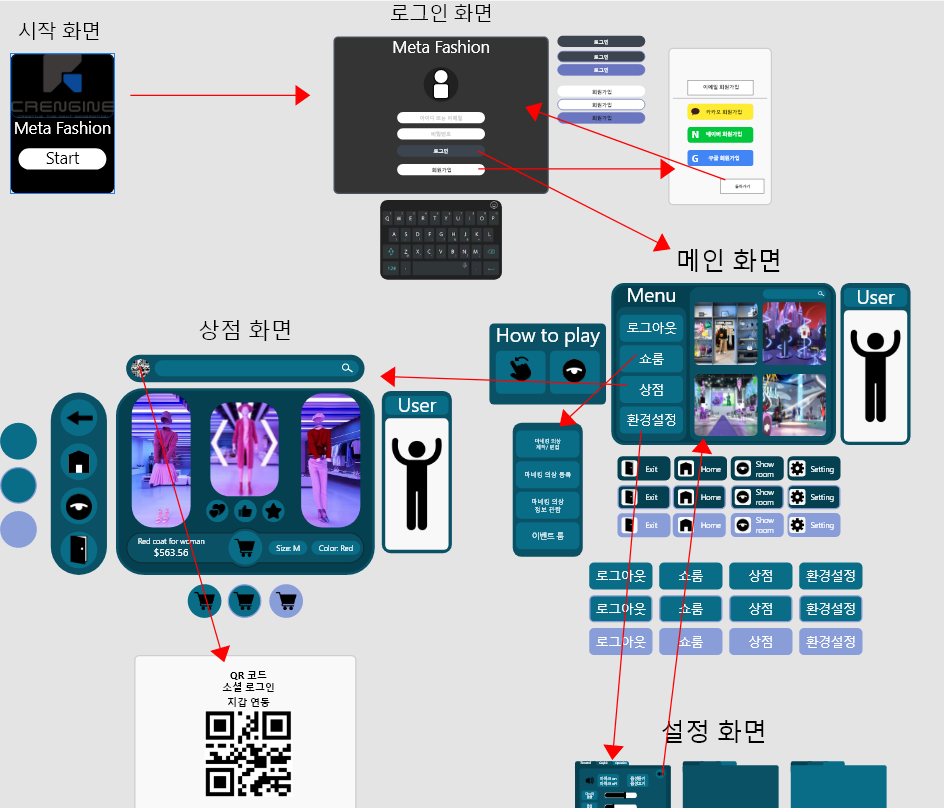 시작 화면
로그인 화면
CRENGINE
Meta Fashion
Start
Meta Fashion
아이디 또는 이메일
비밀번호
로그인
회원가입
Q W E R T Y U I O P
A S D F G H J K L
Z X C V B N M
123
로그인
로그인
로그인
회원가입
회원가입
회원가입
이메일 회원가입
카카오 회원가입
N 네이버 회원가입
G 구글 회원가입
돌아가기
메인 화면
Menu
로그아웃
쇼룸
상점
환경설정
User
How to play
마네킹 의상
제작/ 편집
마네킹 의상 등록
마네킹 의상
정보 관람
이벤트 룸
Exit
Home
Show
room
Setting
Exit
Home
Show
room
Setting
Exit
Home
Show
room
Setting
로그아웃
쇼룸
상점
환경설정
로그아웃
쇼룸
상점
환경설정
로그아웃
쇼룸
상점
환경설정
상점 화면
User
Red coat for woman
$563.56
Size: M
Color: Red
QR 코드
소셜 로그인
지갑 연동
설정 화면